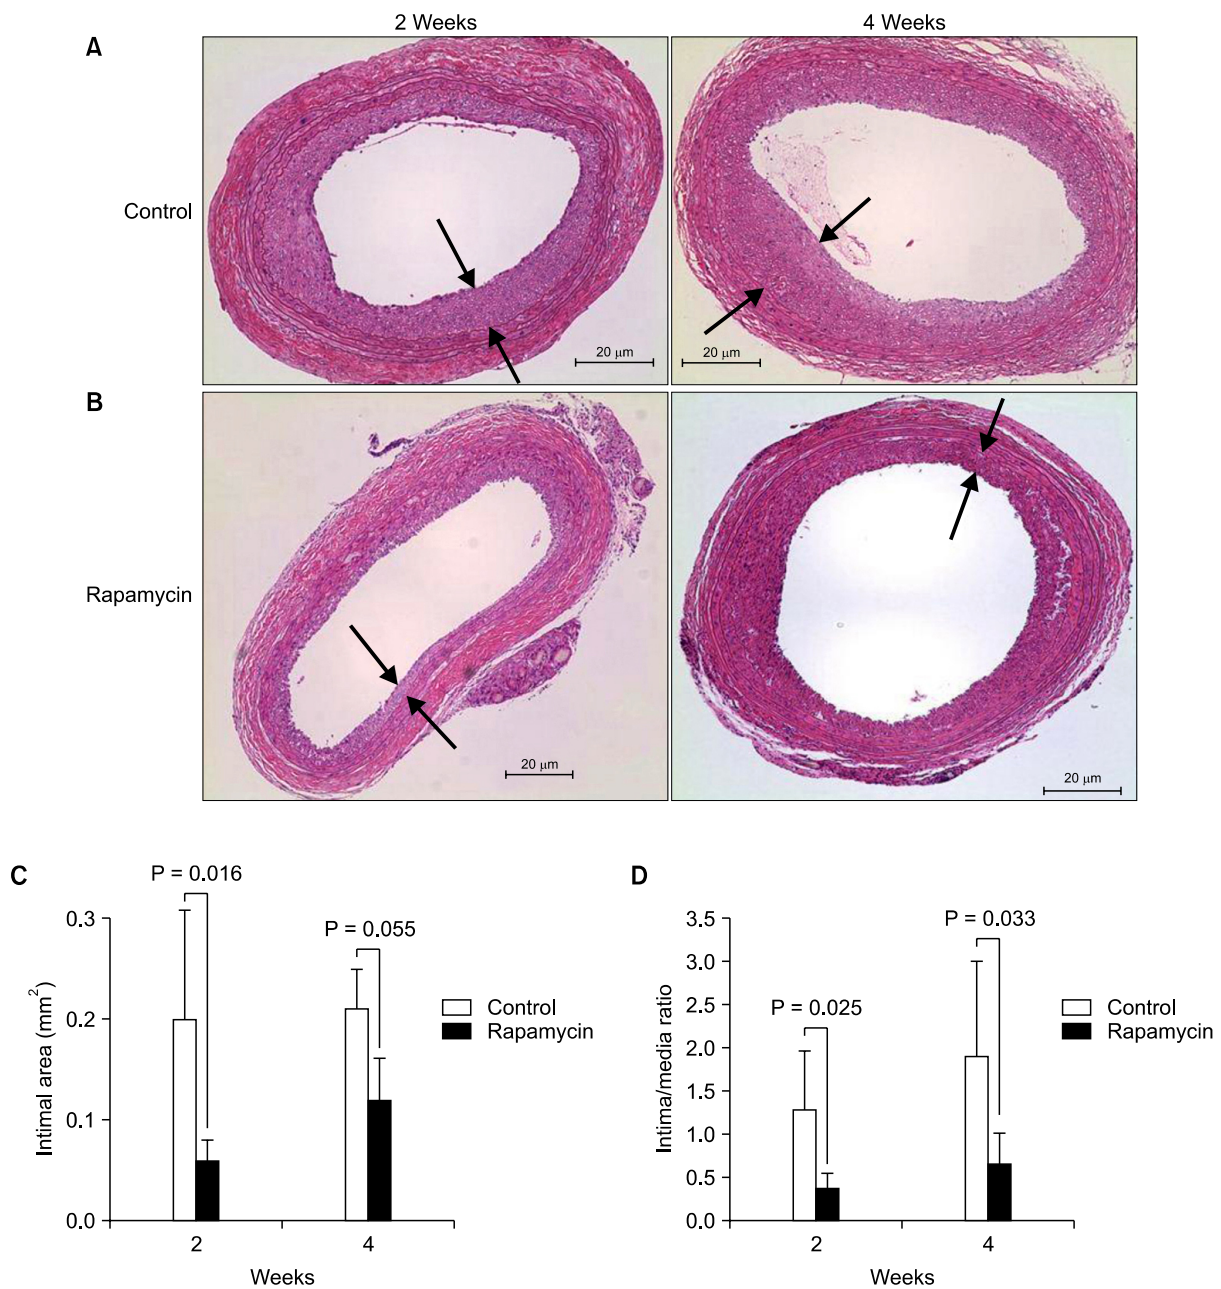 2 Weeks
4 Weeks
A
Control
20 μm
20 μm
B
Rapamycin
20 μm
20 μm
C
P = 0.016
P = 0.055
0.3
0.2
0.1
0.0
Intimal area (mm²)
2
4
Weeks
Control
Rapamycin
D
P = 0.025
P = 0.033
3.5
3.0
2.5
2.0
1.5
1.0
0.5
0.0
Intima/media ratio
2
4
Weeks
Control
Rapamycin